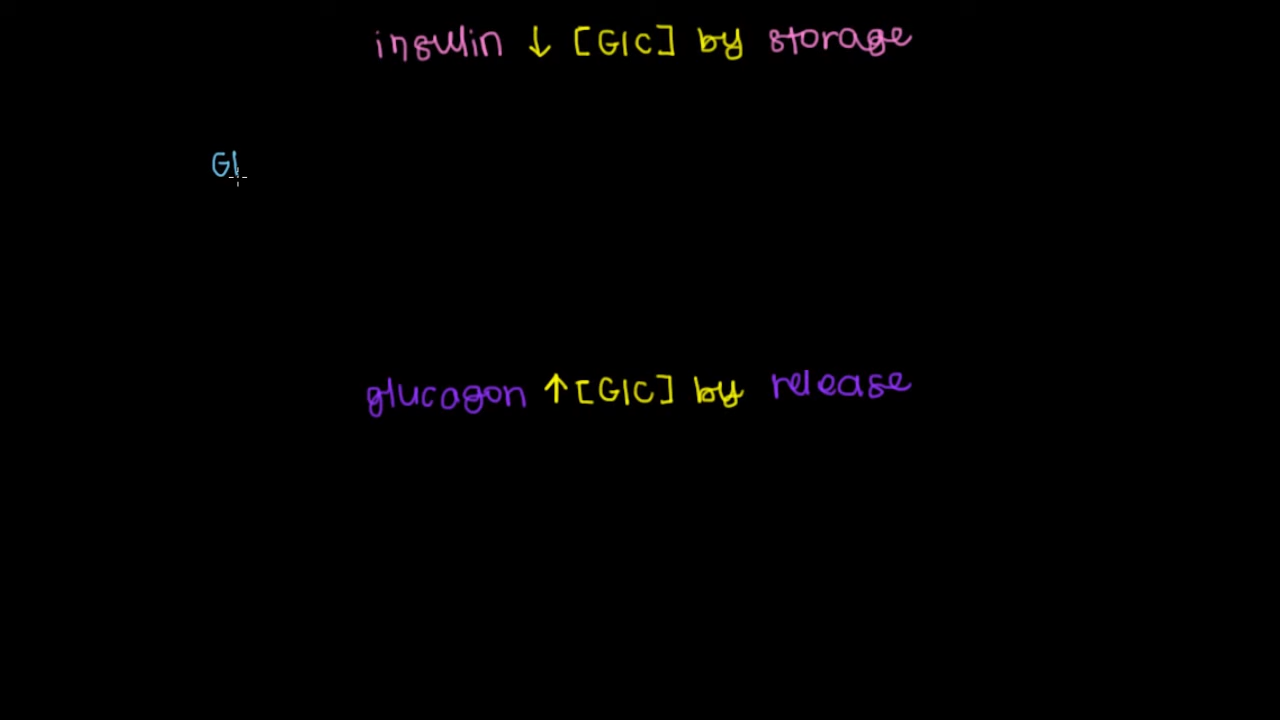 insulin ↓ [Glc] by storage
Gl
glucagon ↑ [Glc] by release